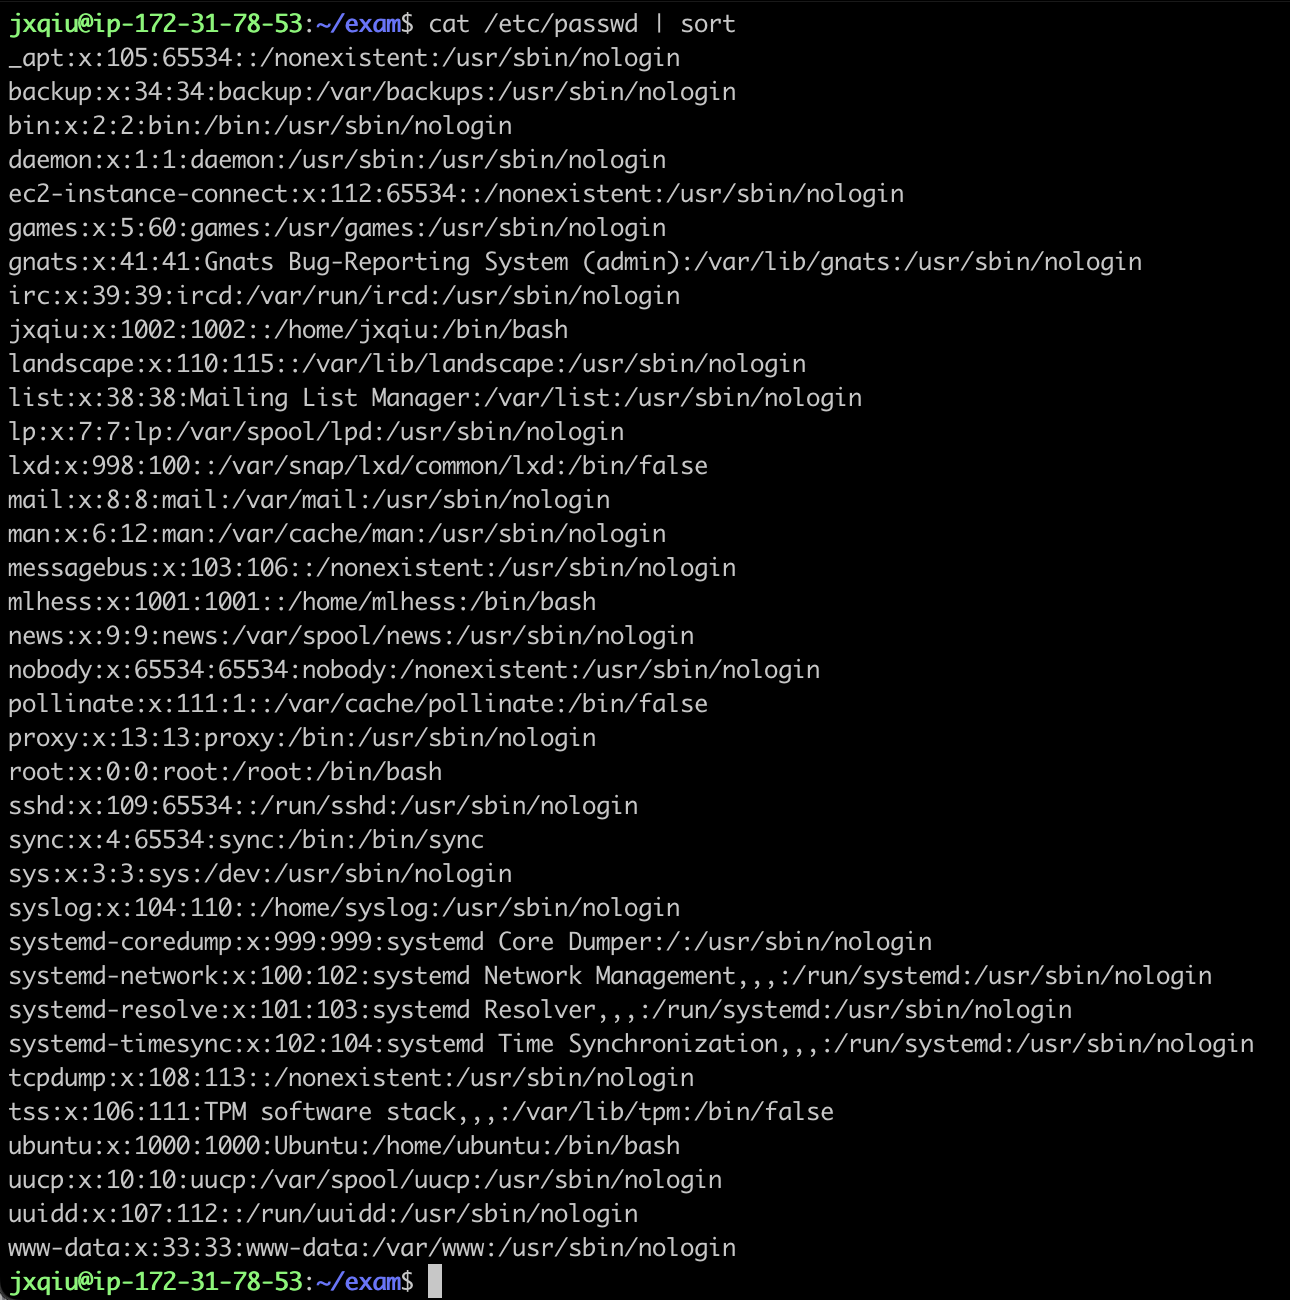 jxqiu@ip-172-31-78-53:~/exam$ cat /etc/passwd | sort
_apt:x:105:65534::/nonexistent:/usr/sbin/nologin
backup:x:34:34:backup:/var/backups:/usr/sbin/nologin
bin:x:2:2:bin:/bin:/usr/sbin/nologin
daemon:x:1:1:daemon:/usr/sbin:/usr/sbin/nologin
ec2-instance-connect:x:112:65534::/nonexistent:/usr/sbin/nologin
games:x:5:60:games:/usr/games:/usr/sbin/nologin
gnats:x:41:41:Gnats Bug-Reporting System (admin):/var/lib/gnats:/usr/sbin/nologin
irc:x:39:39:ircd:/var/run/ircd:/usr/sbin/nologin
jxqiu:x:1002:1002::/home/jxqiu:/bin/bash
landscape:x:110:115::/var/lib/landscape:/usr/sbin/nologin
list:x:38:38:Mailing List Manager:/var/list:/usr/sbin/nologin
lp:x:7:7:lp:/var/spool/lpd:/usr/sbin/nologin
lxd:x:998:100::/var/snap/lxd/common/lxd:/bin/false
mail:x:8:8:mail:/var/mail:/usr/sbin/nologin
man:x:6:12:man:/var/cache/man:/usr/sbin/nologin
messagebus:x:103:106::/nonexistent:/usr/sbin/nologin
mlhess:x:1001:1001::/home/mlhess:/bin/bash
news:x:9:9:news:/var/spool/news:/usr/sbin/nologin
nobody:x:65534:65534:nobody:/nonexistent:/usr/sbin/nologin
pollinate:x:111:1::/var/cache/pollinate:/bin/false
proxy:x:13:13:proxy:/bin:/usr/sbin/nologin
root:x:0:0:root:/root:/bin/bash
sshd:x:109:65534::/run/sshd:/usr/sbin/nologin
sync:x:4:65534:sync:/bin:/bin/sync
sys:x:3:3:sys:/dev:/usr/sbin/nologin
syslog:x:104:110::/home/syslog:/usr/sbin/nologin
systemd-coredump:x:999:999:systemd Core Dumper:/:/usr/sbin/nologin
systemd-network:x:100:102:systemd Network Management,,,:/run/systemd:/usr/sbin/nologin
systemd-resolve:x:101:103:systemd Resolver,,,:/run/systemd:/usr/sbin/nologin
systemd-timesync:x:102:104:systemd Time Synchronization,,,:/run/systemd:/usr/sbin/nologin
tcpdump:x:108:113::/nonexistent:/usr/sbin/nologin
tss:x:106:111:TPM software stack,,,:/var/lib/tpm:/bin/false
ubuntu:x:1000:1000:Ubuntu:/home/ubuntu:/bin/bash
uucp:x:10:10:uucp:/var/spool/uucp:/usr/sbin/nologin
uuidd:x:107:112::/run/uuidd:/usr/sbin/nologin
www-data:x:33:33:www-data:/var/www:/usr/sbin/nologin
jxqiu@ip-172-31-78-53:~/exam$